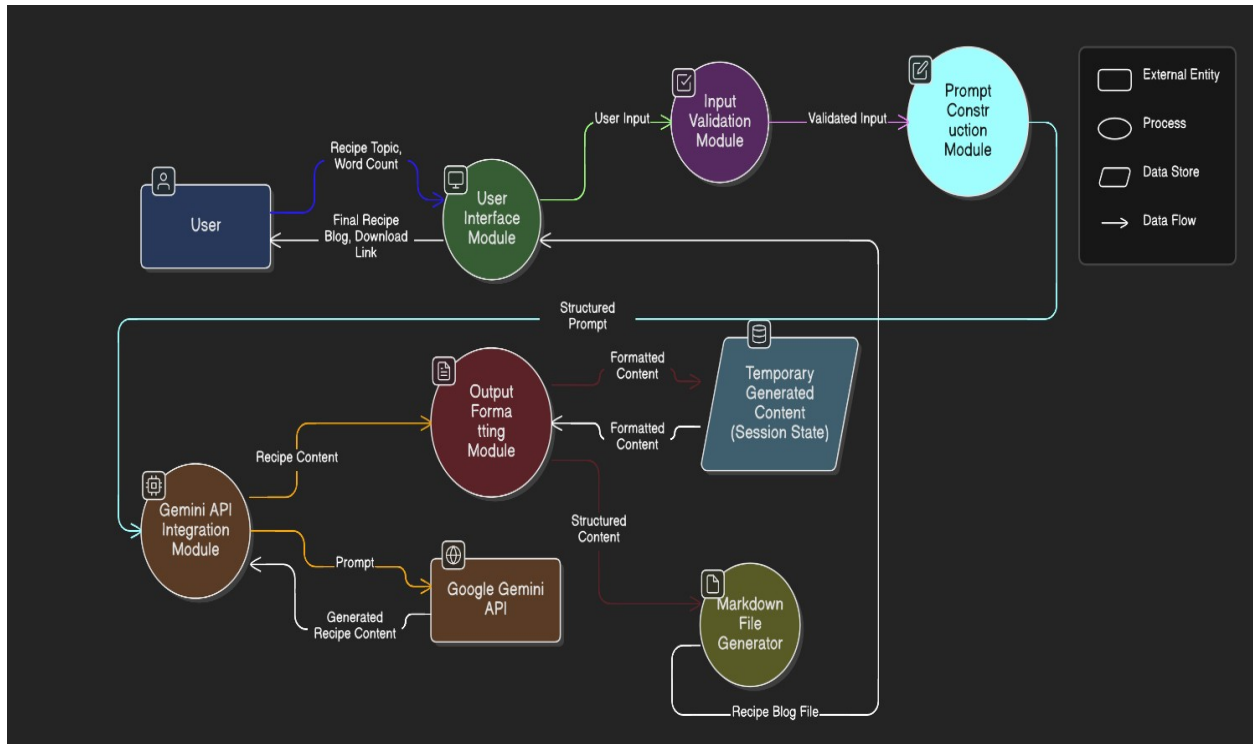 Recipe Topic,
Word Count
User
Final Recipe
Blog, Download
Link
User
Interface
Module
User Input
Input
Validation
Module
Validated Input
Prompt
Constr
uction
Module
External Entity
Process
Data Store
Data Flow
Structured
Prompt
Formatted
Content
Output
Forma
tting
Module
Formatted
Content
Temporary
Generated
Content
(Session State)
Recipe Content
Gemini API
Integration
Module
Structured
Content
Prompt
Google Gemini
API
Generated
Recipe Content
Markdown
File
Generator
Recipe Blog File